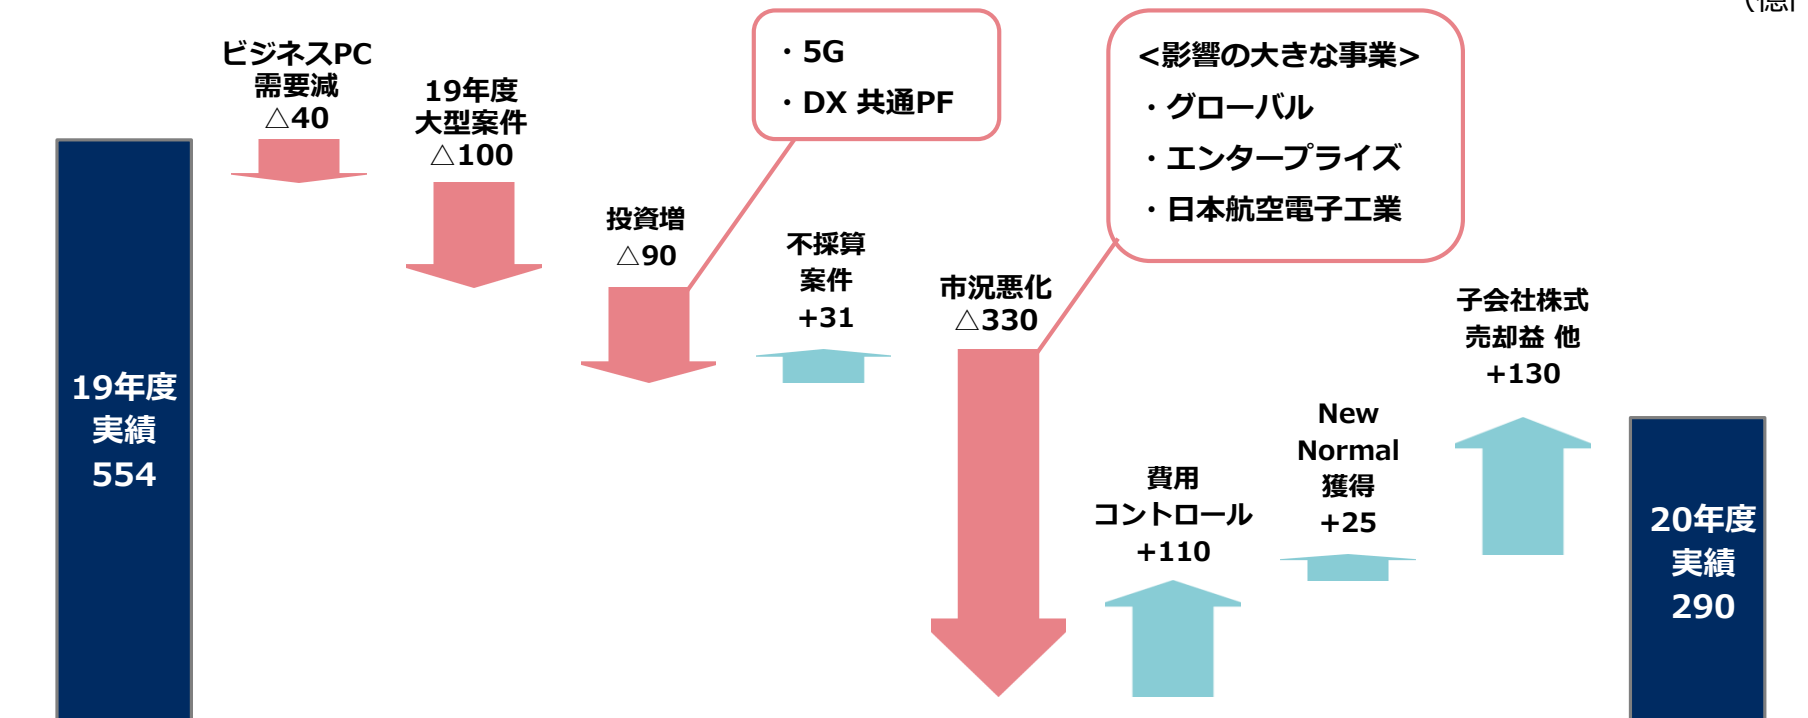 (億
ビジネスPC
需要減
△40
19年度
大型案件
△100
・5G
・DX 共通PF
<影響の大きな事業>
・グローバル
・エンタープライズ
・日本航空電子工業
投資増
△90
不採算
案件
+31
市況悪化
△330
子会社株式
売却益 他
+130
19年度
実績
554
New
Normal
獲得
+25
費用
コントロール
+110
20年度
実績
290